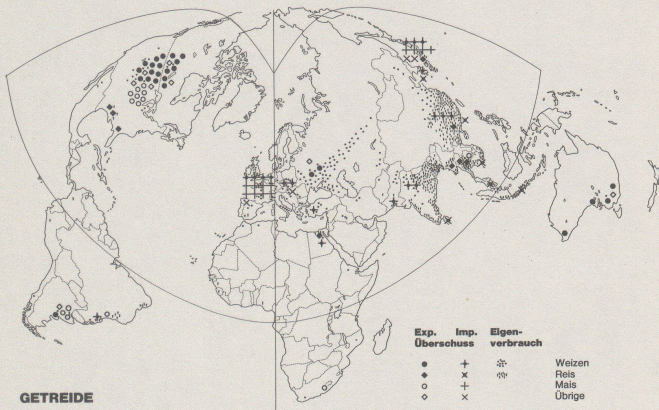 Exp. Imp. Eigen-
Überschuss verbrauch
Weizen
Reis
Mais
Übrige
GETREIDE